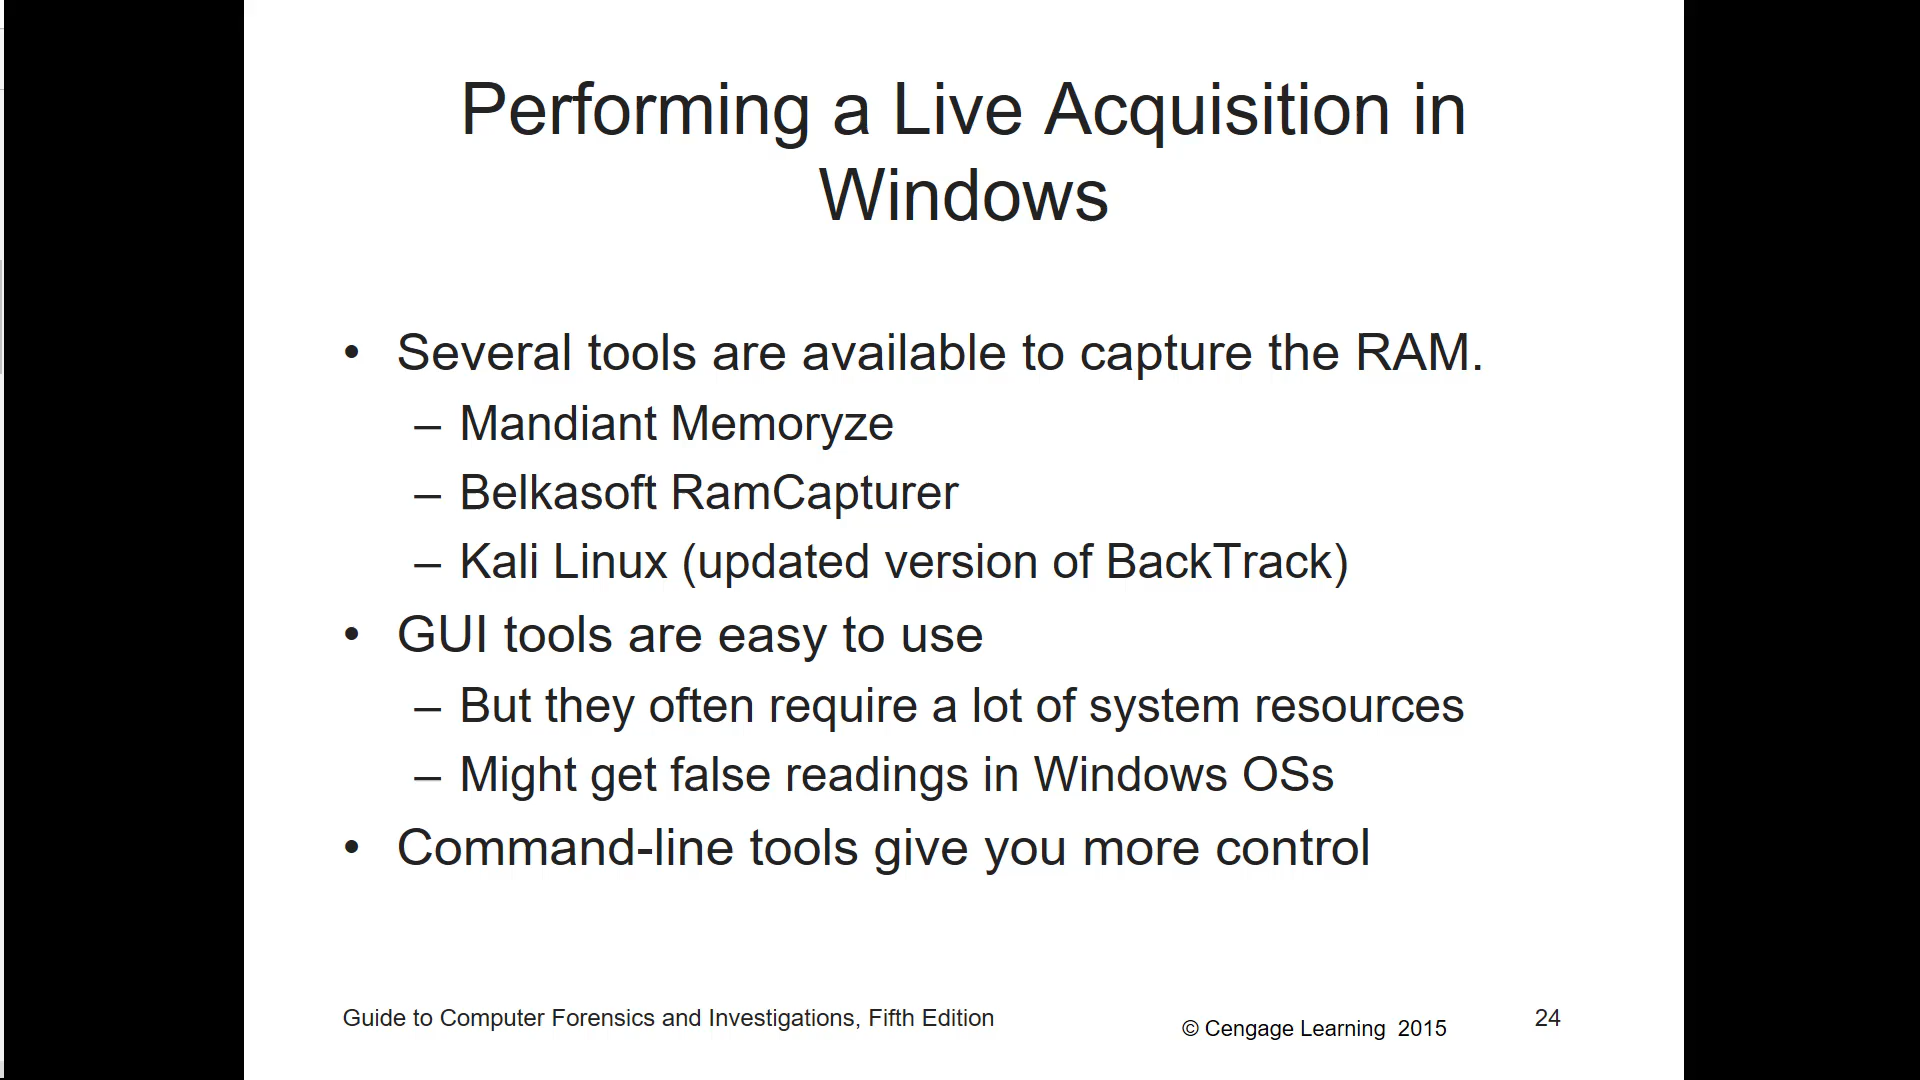 Performing a Live Acquisition in
Windows
• Several tools are available to capture the RAM.
– Mandiant Memoryze
– Belkasoft RamCapturer
– Kali Linux (updated version of BackTrack)
• GUI tools are easy to use
– But they often require a lot of system resources
– Might get false readings in Windows OSs
• Command-line tools give you more control
Guide to Computer Forensics and Investigations, Fifth Edition
© Cengage Learning 2015
24